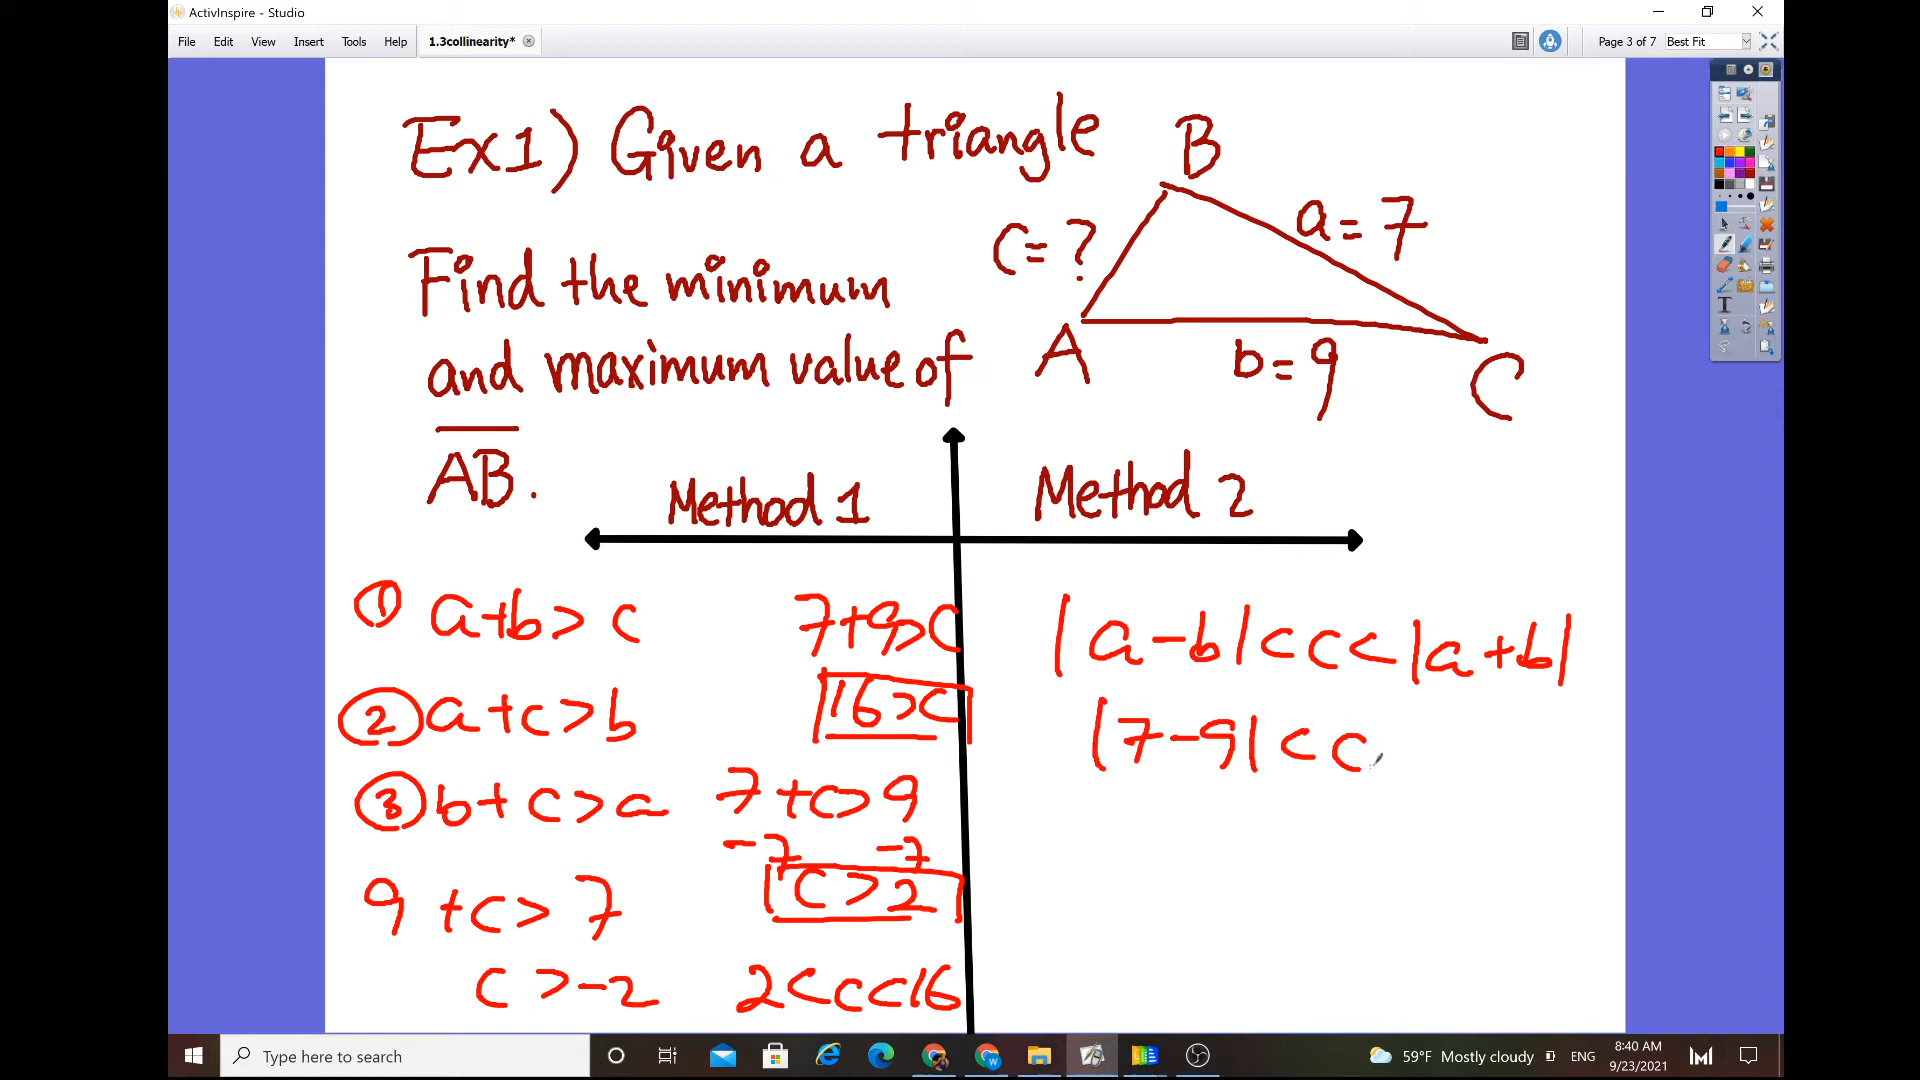 ActivInspire - Studio
File Edit View Insert Tools Help 1.3collinearity* Page 3 of 7 Best Fit
Ex1) Given a triangle
Find the minimum
and maximum value of
AB.
B
c = ?
a = 7
A
b = 9
C
Method 1
Method 2
① a+b > c
7+9>C
16 >C
② a + c > b
③ b + c > a
7 + c > 9
-7 -7
c > 2
9 + c > 7
c > -2
2 < c < 16
|a - b| < c < |a + b|
|7 - 9| < c
T
Type here to search
59°F Mostly cloudy
ENG
8:40 AM
9/23/2021